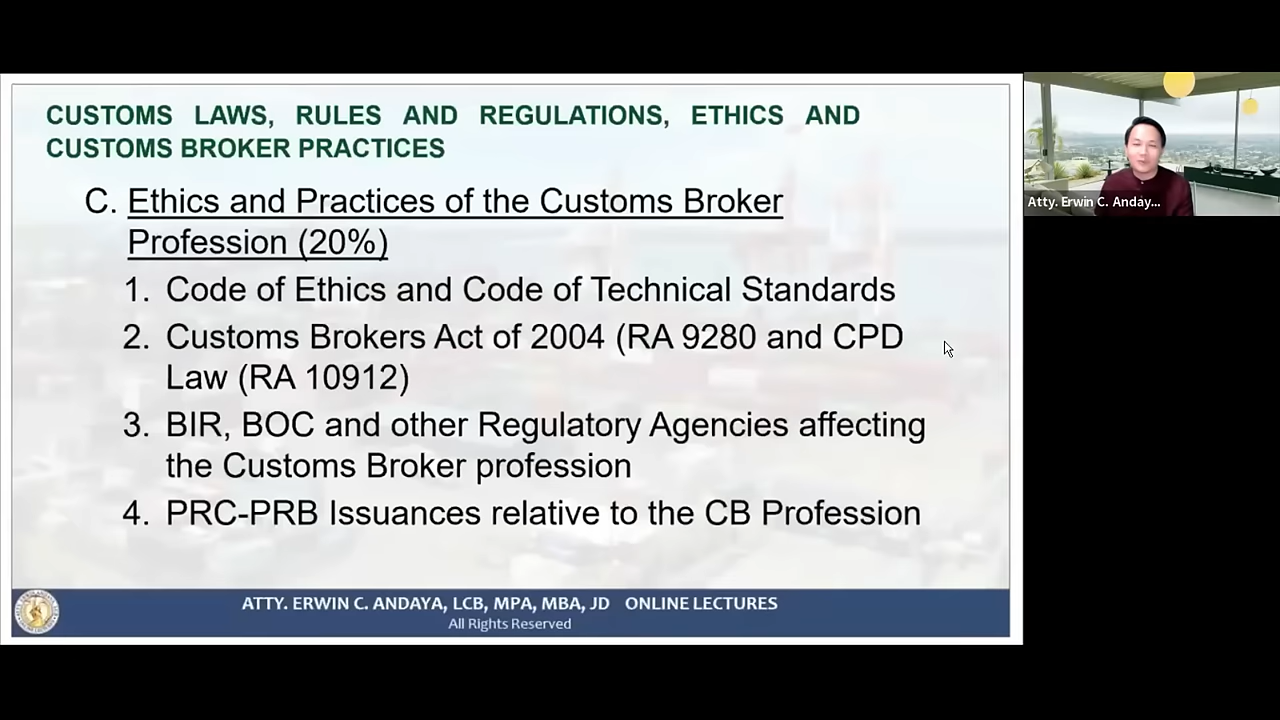 CUSTOMS LAWS, RULES AND REGULATIONS, ETHICS AND
CUSTOMS BROKER PRACTICES
C. Ethics and Practices of the Customs Broker
Profession (20%)
1. Code of Ethics and Code of Technical Standards
2. Customs Brokers Act of 2004 (RA 9280 and CPD
Law (RA 10912)
3. BIR, BOC and other Regulatory Agencies affecting
the Customs Broker profession
4. PRC-PRB Issuances relative to the CB Profession
ATTY. ERWIN C. ANDAYA, LCB, MPA, MBA, JD ONLINE LECTURES
All Rights Reserved
Atty. Erwin C. Anday...